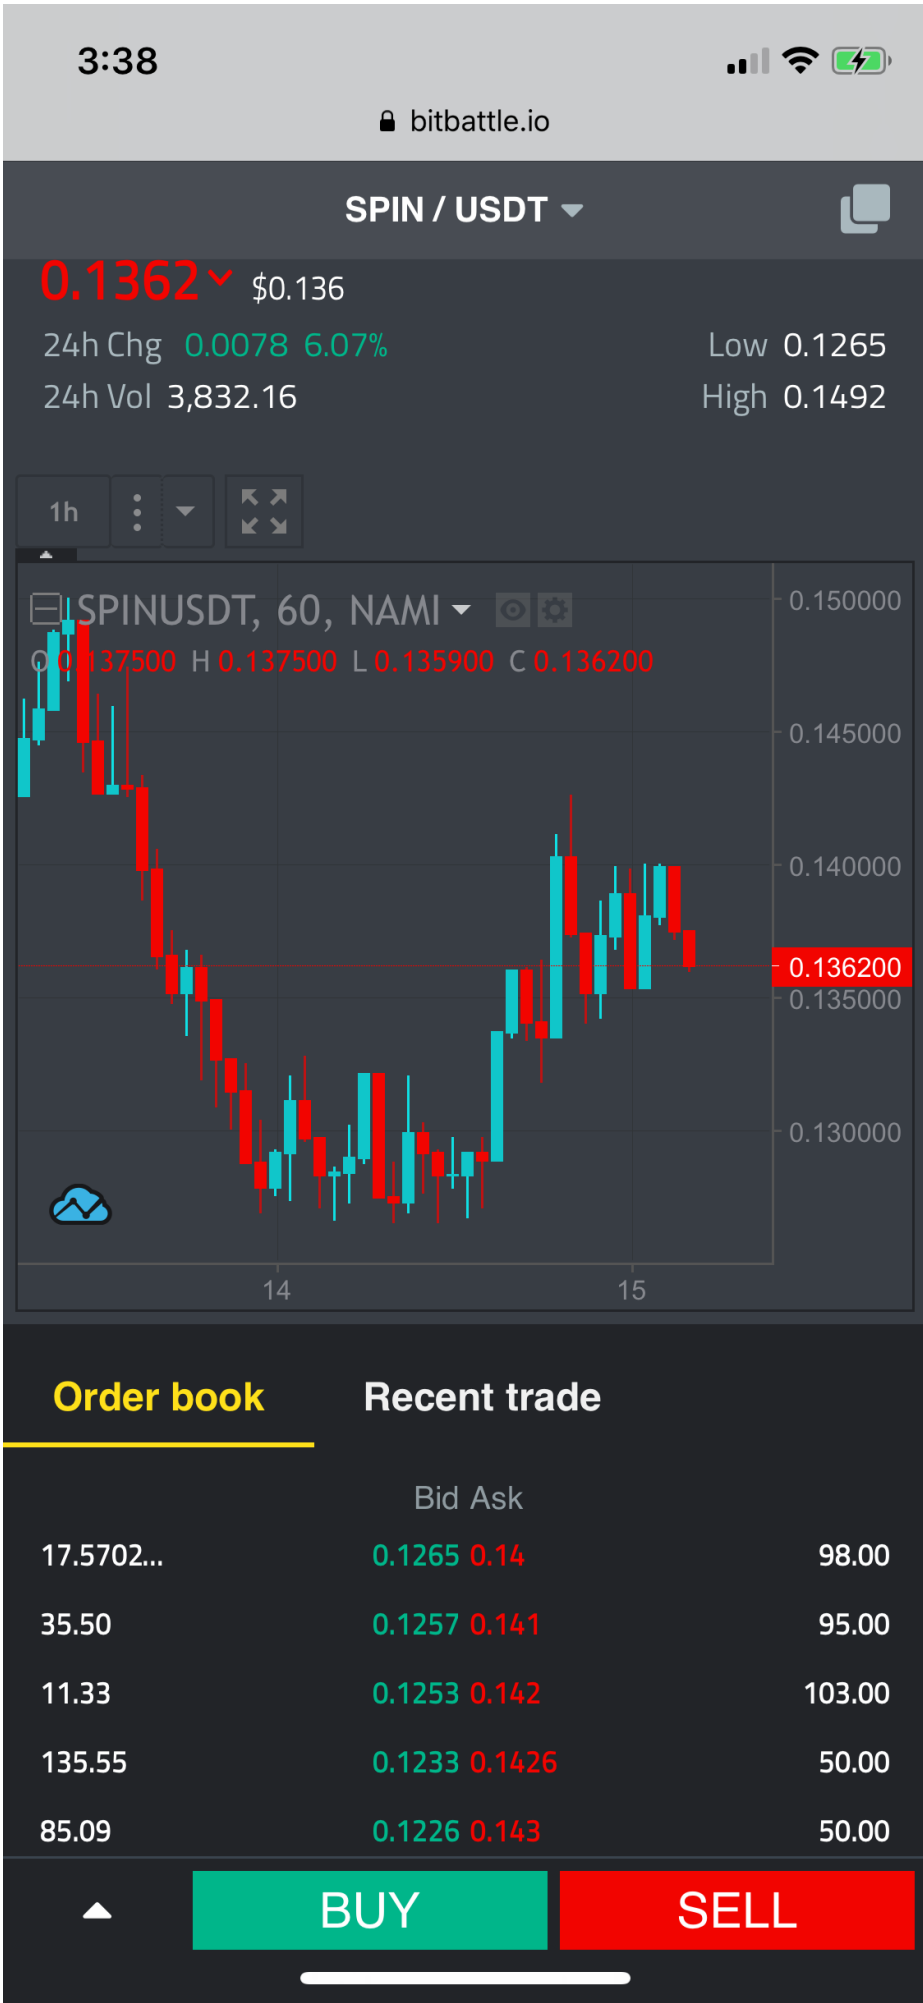 3:38
bitbattle.io
SPIN / USDT
0.1362 $0.136
24h Chg 0.0078 6.07% Low 0.1265
24h Vol 3,832.16 High 0.1492
1h
SPINUSDT, 60, NAMI
O 0.137500 H 0.137500 L 0.135900 C 0.136200
0.150000
0.145000
0.140000
0.136200
0.135000
0.130000
14 15
Order book Recent trade
Bid Ask
17.5702... 0.1265 0.14 98.00
35.50 0.1257 0.141 95.00
11.33 0.1253 0.142 103.00
135.55 0.1233 0.1426 50.00
85.09 0.1226 0.143 50.00
BUY SELL